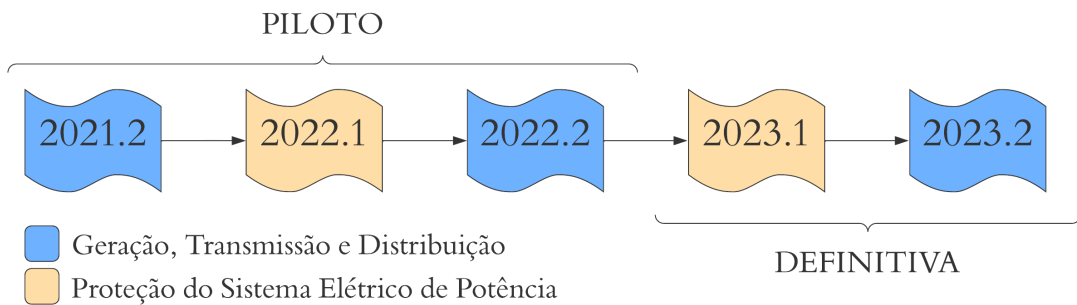 PILOTO
2021.2
2022.1
2022.2
2023.1
2023.2
Geração, Transmissão e Distribuição
Proteção do Sistema Elétrico de Potência
DEFINITIVA